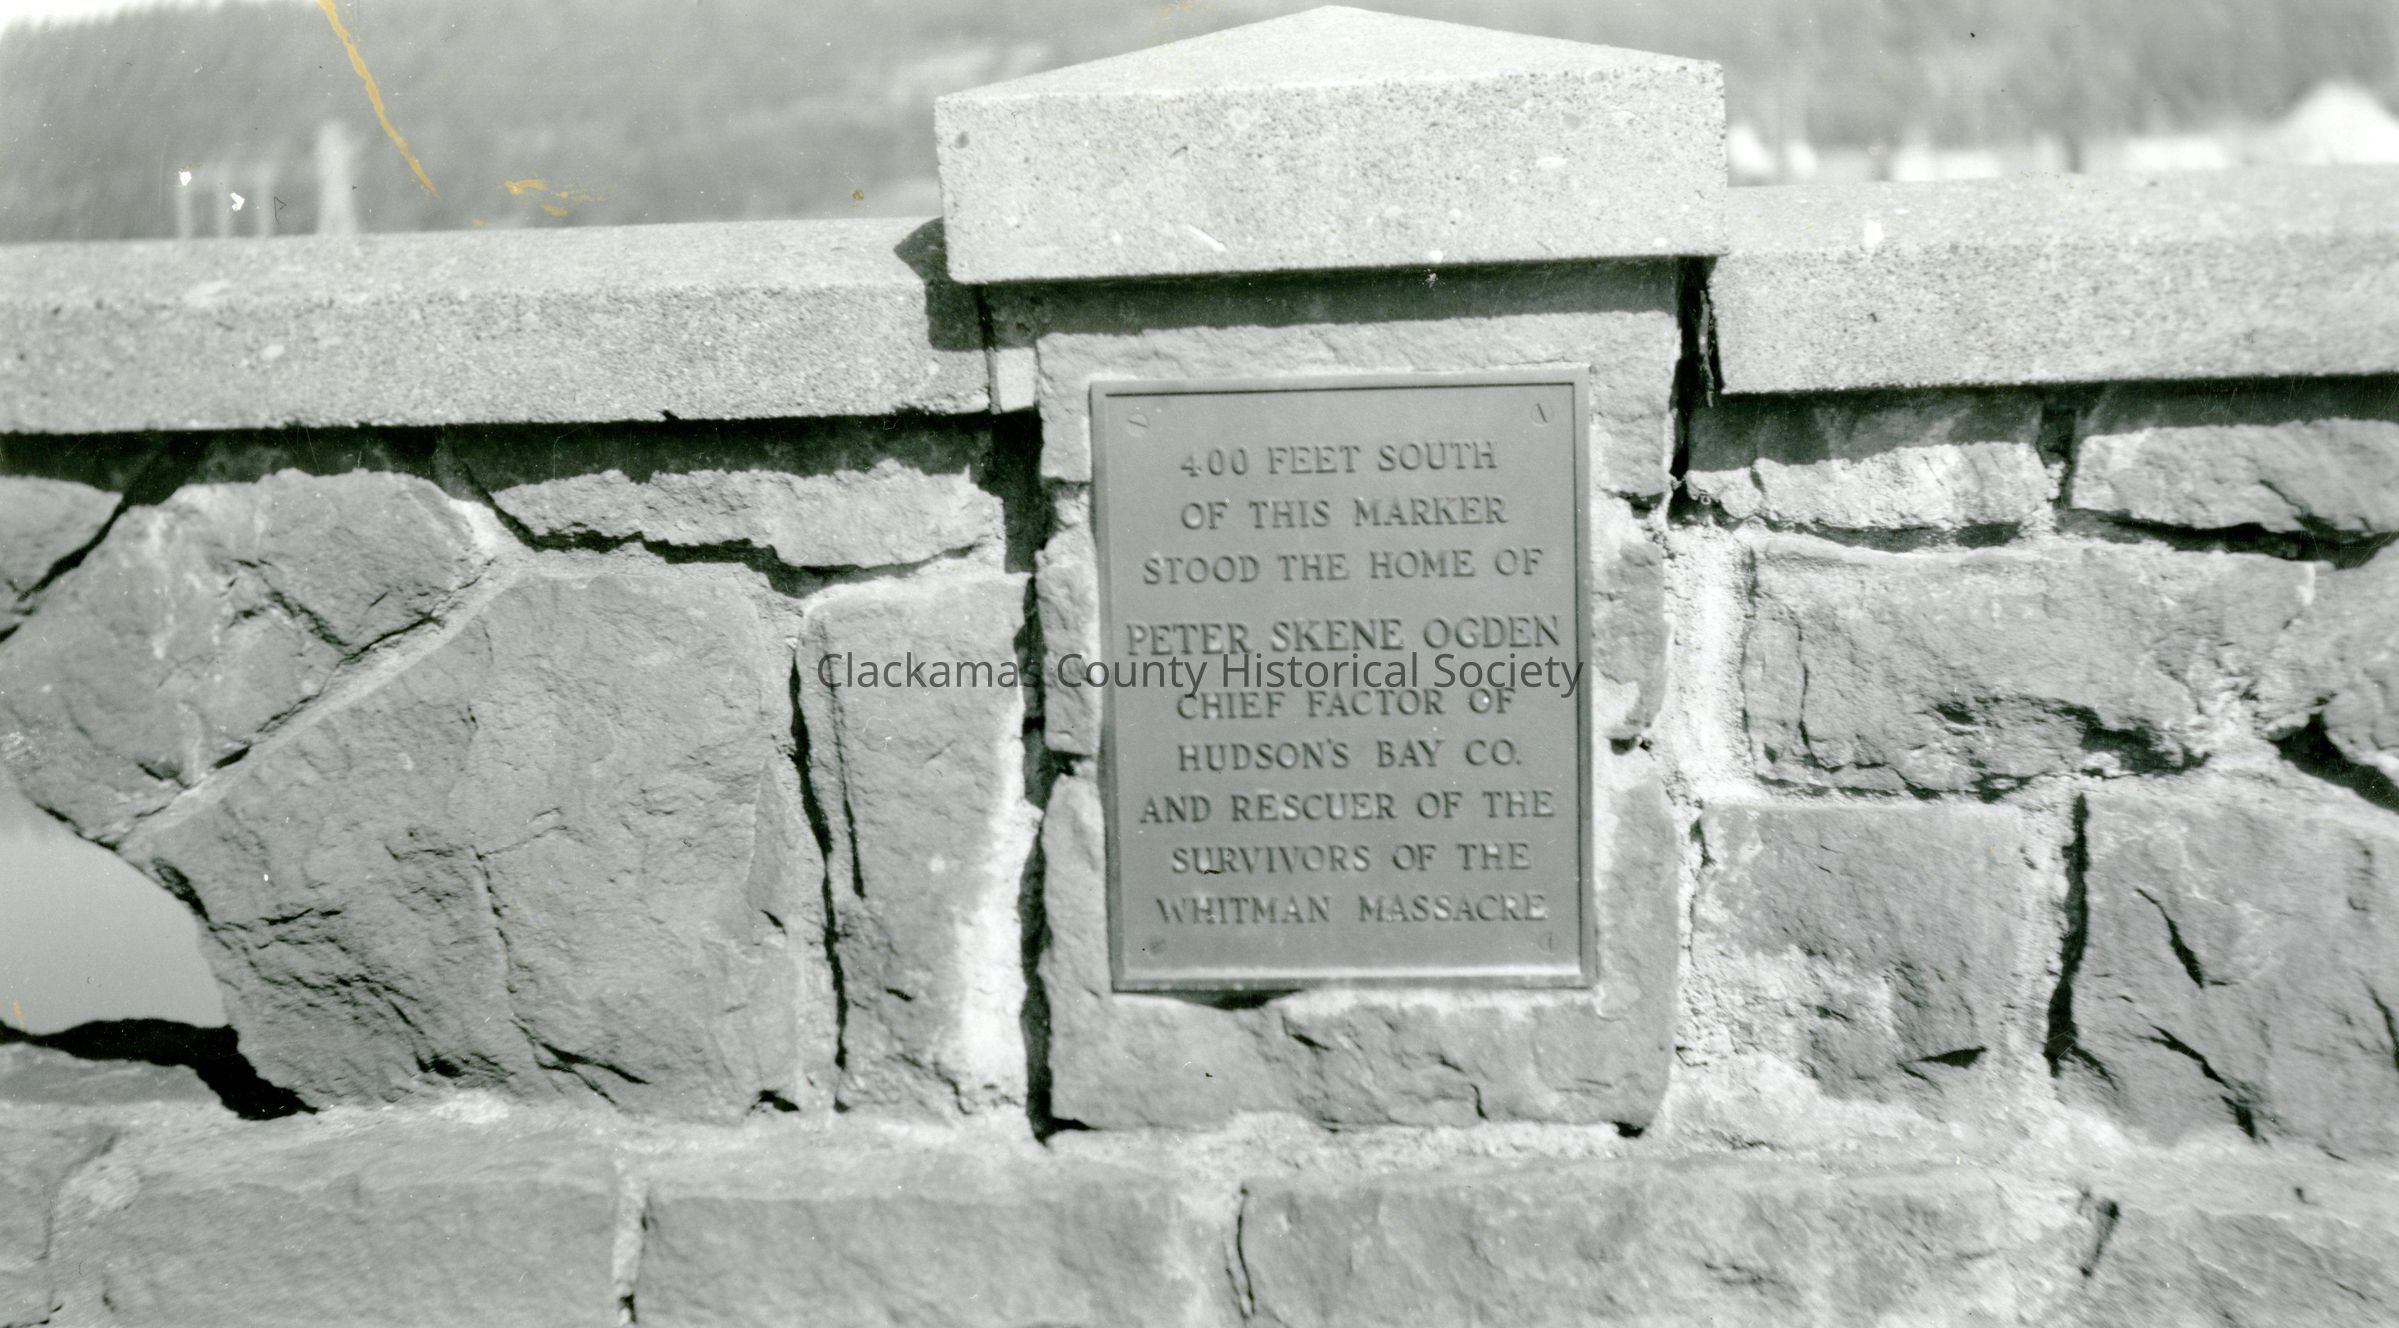 400 FEET SOUTH
OF THIS MARKER
STOOD THE HOME OF
PETER SKENE OGDEN
Clackamas County Historical Society
CHIEF FACTOR OF
HUDSON'S BAY CO.
AND RESCUER OF THE
SURVIVORS OF THE
WHITMAN MASSACRE